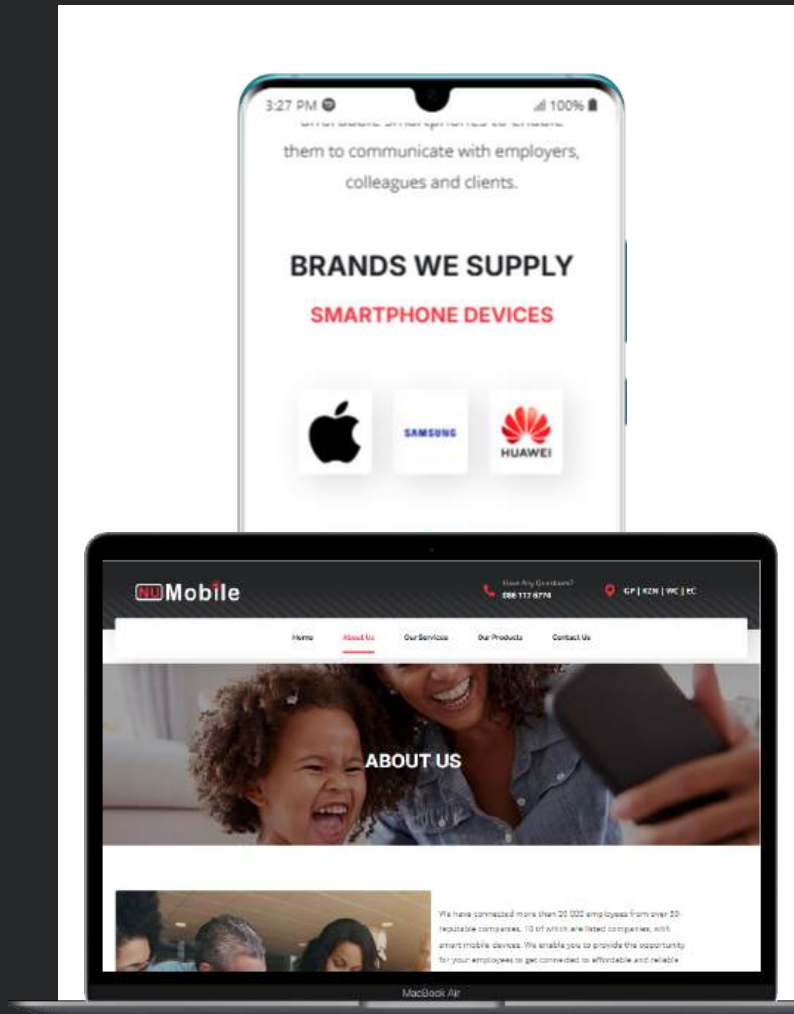 3:27 PM 100%
them to communicate with employers,
colleagues and clients.
BRANDS WE SUPPLY
SMARTPHONE DEVICES
SAMSUNG
HUAWEI
NU Mobile
Have Any Questions?
086 117 6774
GP | KZN | WC | EC
Home About Us Our Services Our Products Contact Us
ABOUT US
We have connected more than 20 000 employees from over 50
reputable companies, 10 of which are listed companies, with
smart mobile devices. We enable you to provide the opportunity
for your employees to get connected to affordable and reliable
MacBook Air